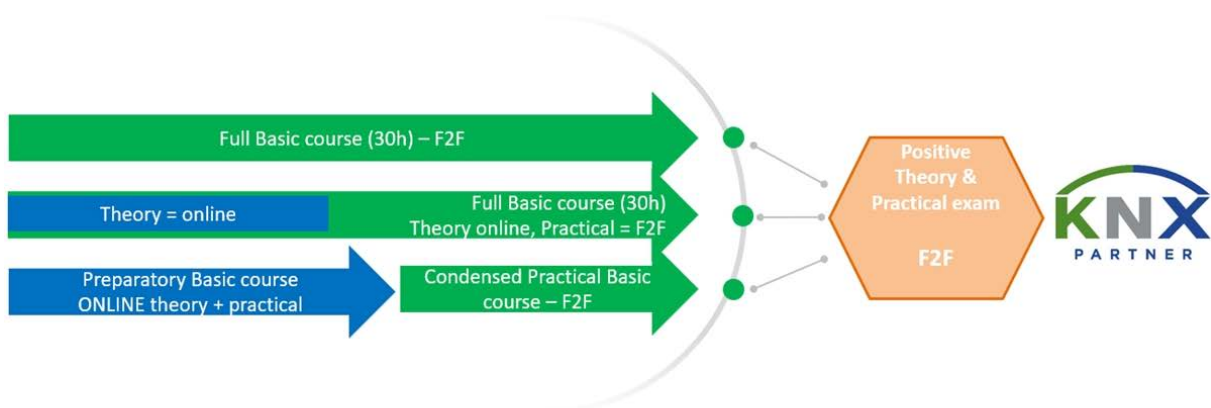 Full Basic course (30h) – F2F
Theory = online
Full Basic course (30h)
Theory online, Practical = F2F
Preparatory Basic course
ONLINE theory + practical
Condensed Practical Basic
course – F2F
Positive
Theory &
Practical exam
F2F
KNX
PARTNER